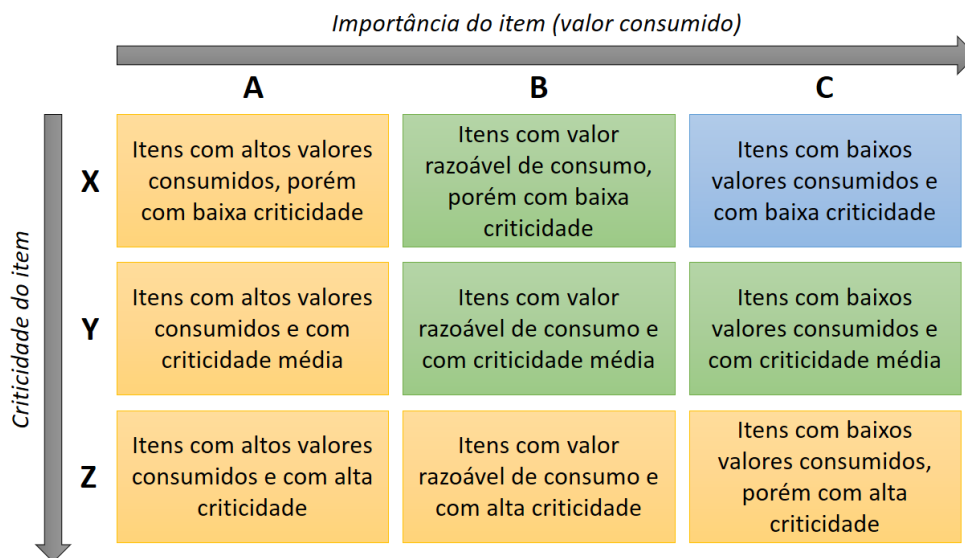 Importância do item (valor consumido)
A
B
C
Criticidade do item
X
Itens com altos valores
consumidos, porém
com baixa criticidade
Itens com valor
razoável de consumo,
porém com baixa
criticidade
Itens com baixos
valores consumidos e
com baixa criticidade
Y
Itens com altos valores
consumidos e com
criticidade média
Itens com valor
razoável de consumo e
com criticidade média
Itens com baixos
valores consumidos e
com criticidade média
Z
Itens com altos valores
consumidos e com alta
criticidade
Itens com valor
razoável de consumo e
com alta criticidade
Itens com baixos
valores consumidos,
porém com alta
criticidade